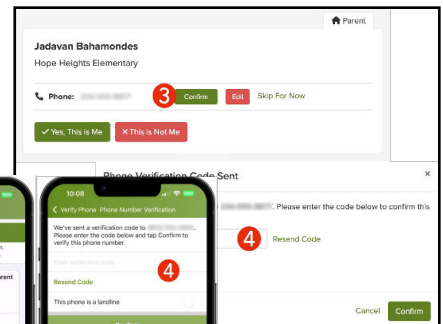 Parent
Jadavan Bahamondes
Hope Heights Elementary
Phone:
3
Confirm
Edit
Skip For Now
✓ Yes, This is Me
× This is Not Me
Phone Verification Code Sent
×
. Please enter the code below to confirm this
4
Resend Code
Cancel
Confirm
10:08
Verify Phone Phone Number Verification
We've sent a verification code to
Please enter the code below and tap Confirm to
verify this phone number.
Enter verification code
4
Resend Code
This phone is a landline